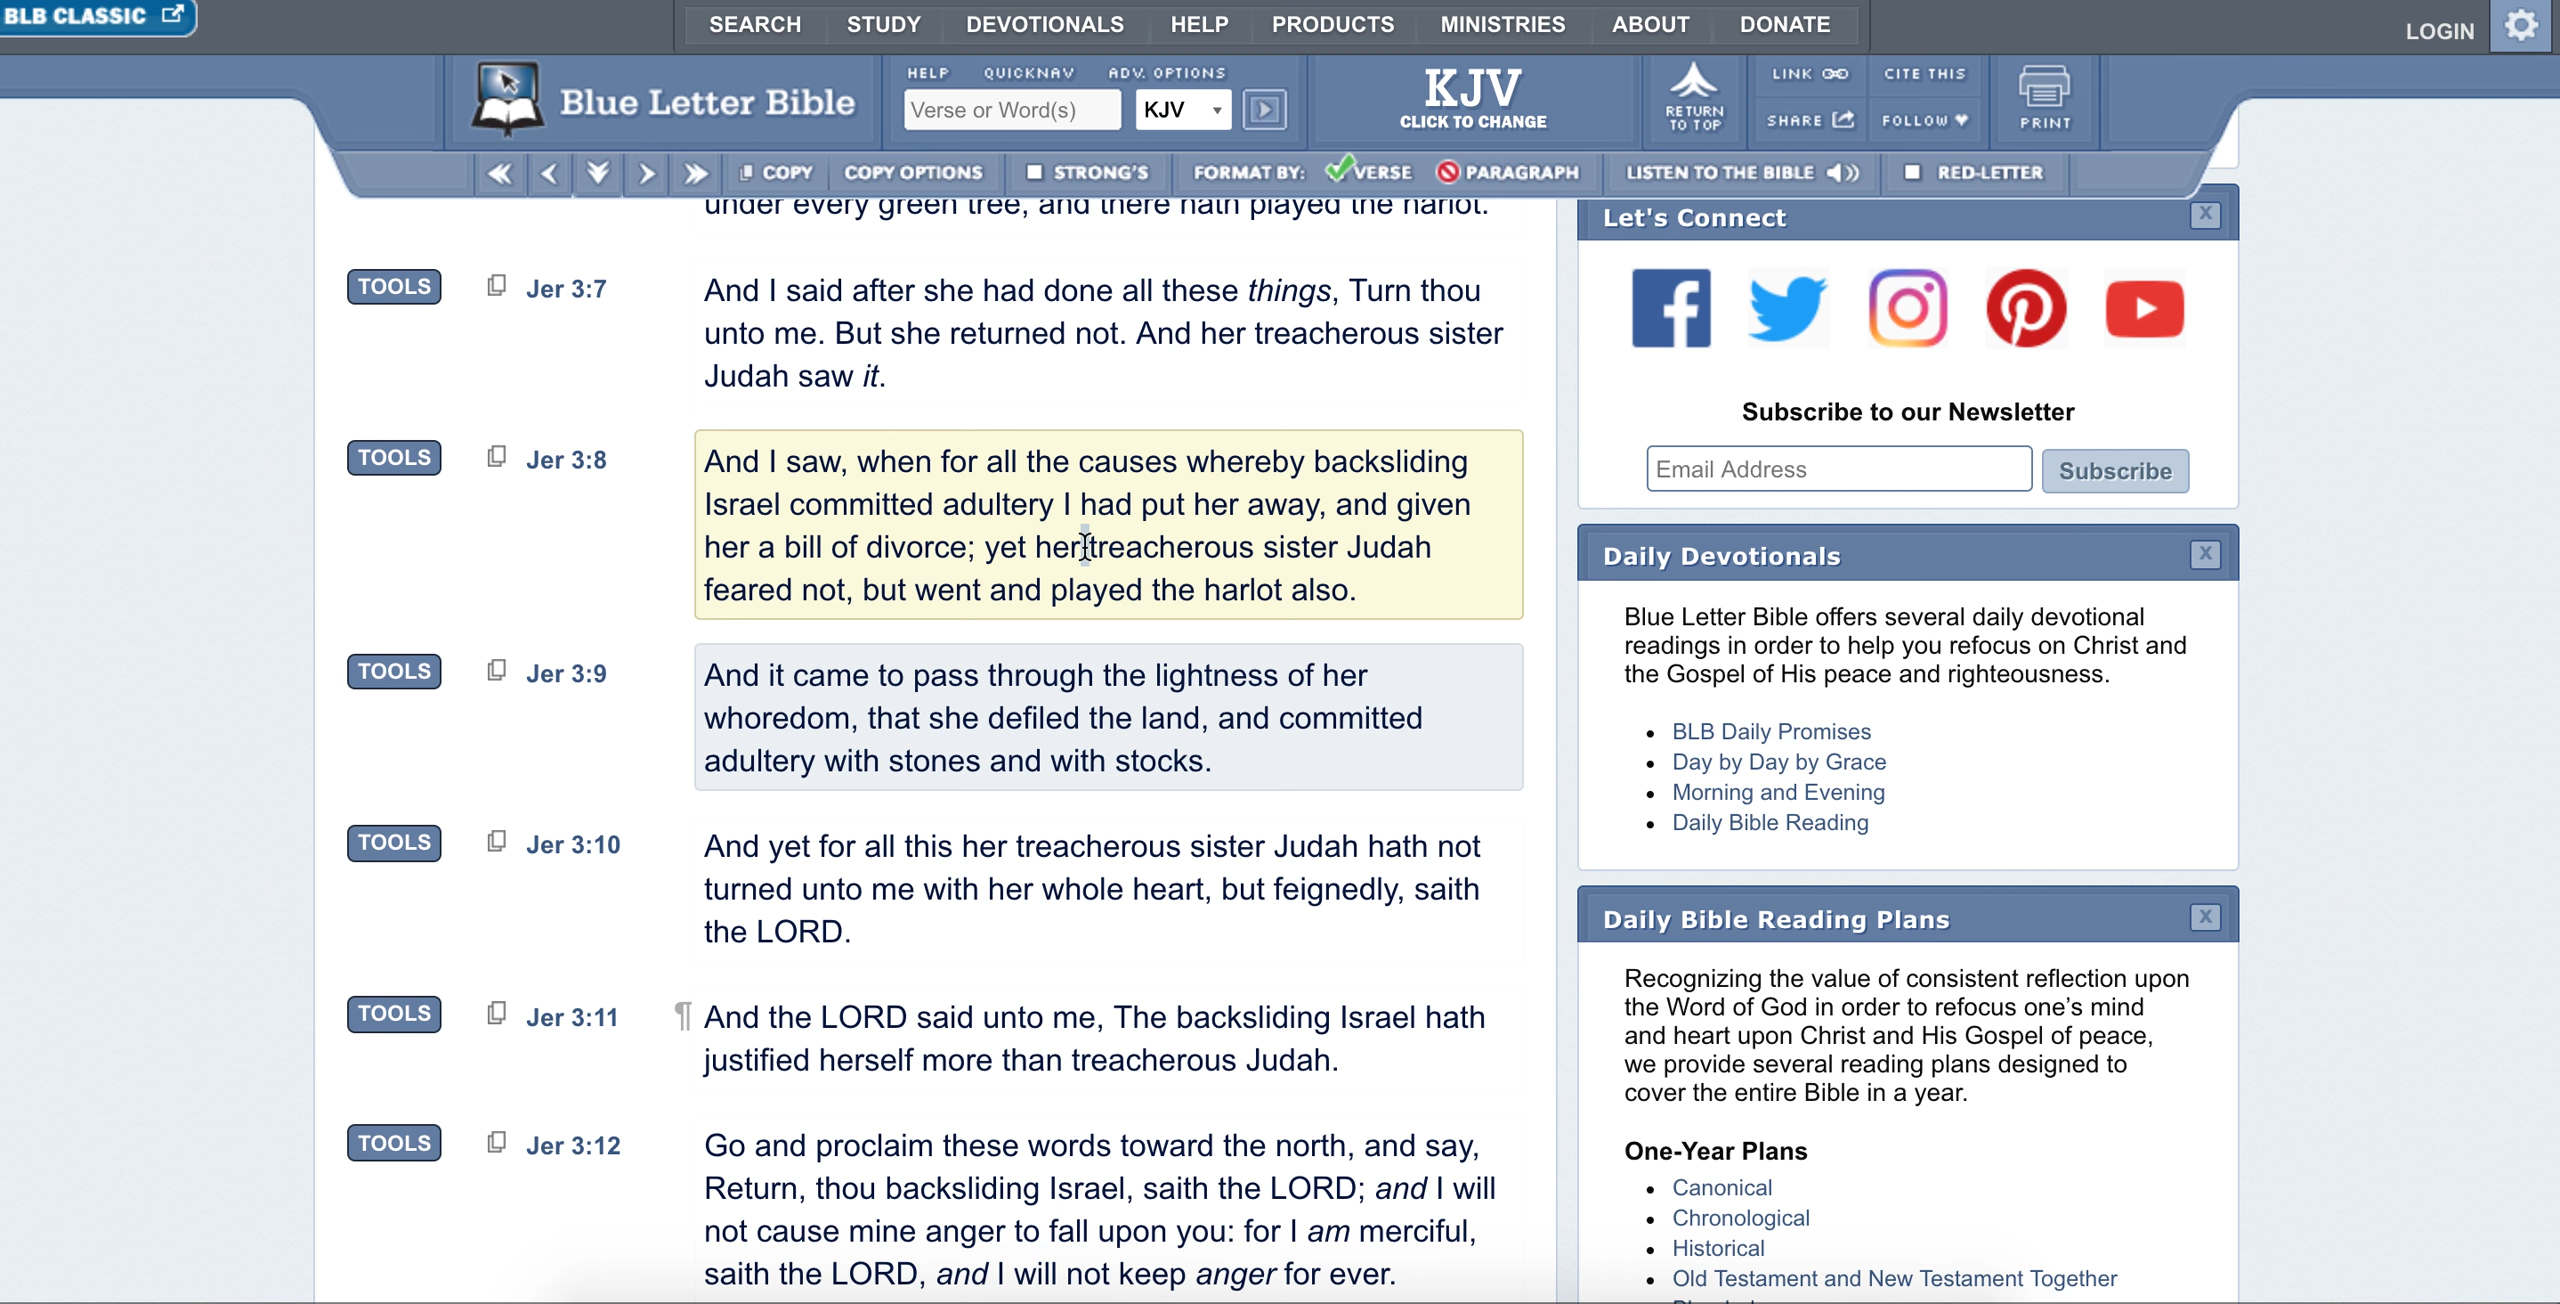 BLB CLASSIC
SEARCH STUDY DEVOTIONALS HELP PRODUCTS MINISTRIES ABOUT DONATE
LOGIN
Blue Letter Bible
HELP QUICKNAV ADV. OPTIONS
Verse or Word(s) KJV
KJV
CLICK TO CHANGE
RETURN
TO TOP
LINK CITE THIS
SHARE FOLLOW
PRINT
COPY COPY OPTIONS STRONG'S FORMAT BY: VERSE PARAGRAPH LISTEN TO THE BIBLE RED-LETTER
under every green tree, and there hath played the harlot.
TOOLS Jer 3:7 And I said after she had done all these things, Turn thou
unto me. But she returned not. And her treacherous sister
Judah saw it.
TOOLS Jer 3:8 And I saw, when for all the causes whereby backsliding
Israel committed adultery I had put her away, and given
her a bill of divorce; yet her treacherous sister Judah
feared not, but went and played the harlot also.
TOOLS Jer 3:9 And it came to pass through the lightness of her
whoredom, that she defiled the land, and committed
adultery with stones and with stocks.
TOOLS Jer 3:10 And yet for all this her treacherous sister Judah hath not
turned unto me with her whole heart, but feignedly, saith
the LORD.
TOOLS Jer 3:11 ¶ And the LORD said unto me, The backsliding Israel hath
justified herself more than treacherous Judah.
TOOLS Jer 3:12 Go and proclaim these words toward the north, and say,
Return, thou backsliding Israel, saith the LORD; and I will
not cause mine anger to fall upon you: for I am merciful,
saith the LORD, and I will not keep anger for ever.
Let's Connect X
Subscribe to our Newsletter
Email Address Subscribe
Daily Devotionals X
Blue Letter Bible offers several daily devotional
readings in order to help you refocus on Christ and
the Gospel of His peace and righteousness.
• BLB Daily Promises
• Day by Day by Grace
• Morning and Evening
• Daily Bible Reading
Daily Bible Reading Plans X
Recognizing the value of consistent reflection upon
the Word of God in order to refocus one’s mind
and heart upon Christ and His Gospel of peace,
we provide several reading plans designed to
cover the entire Bible in a year.
One-Year Plans
• Canonical
• Chronological
• Historical
• Old Testament and New Testament Together